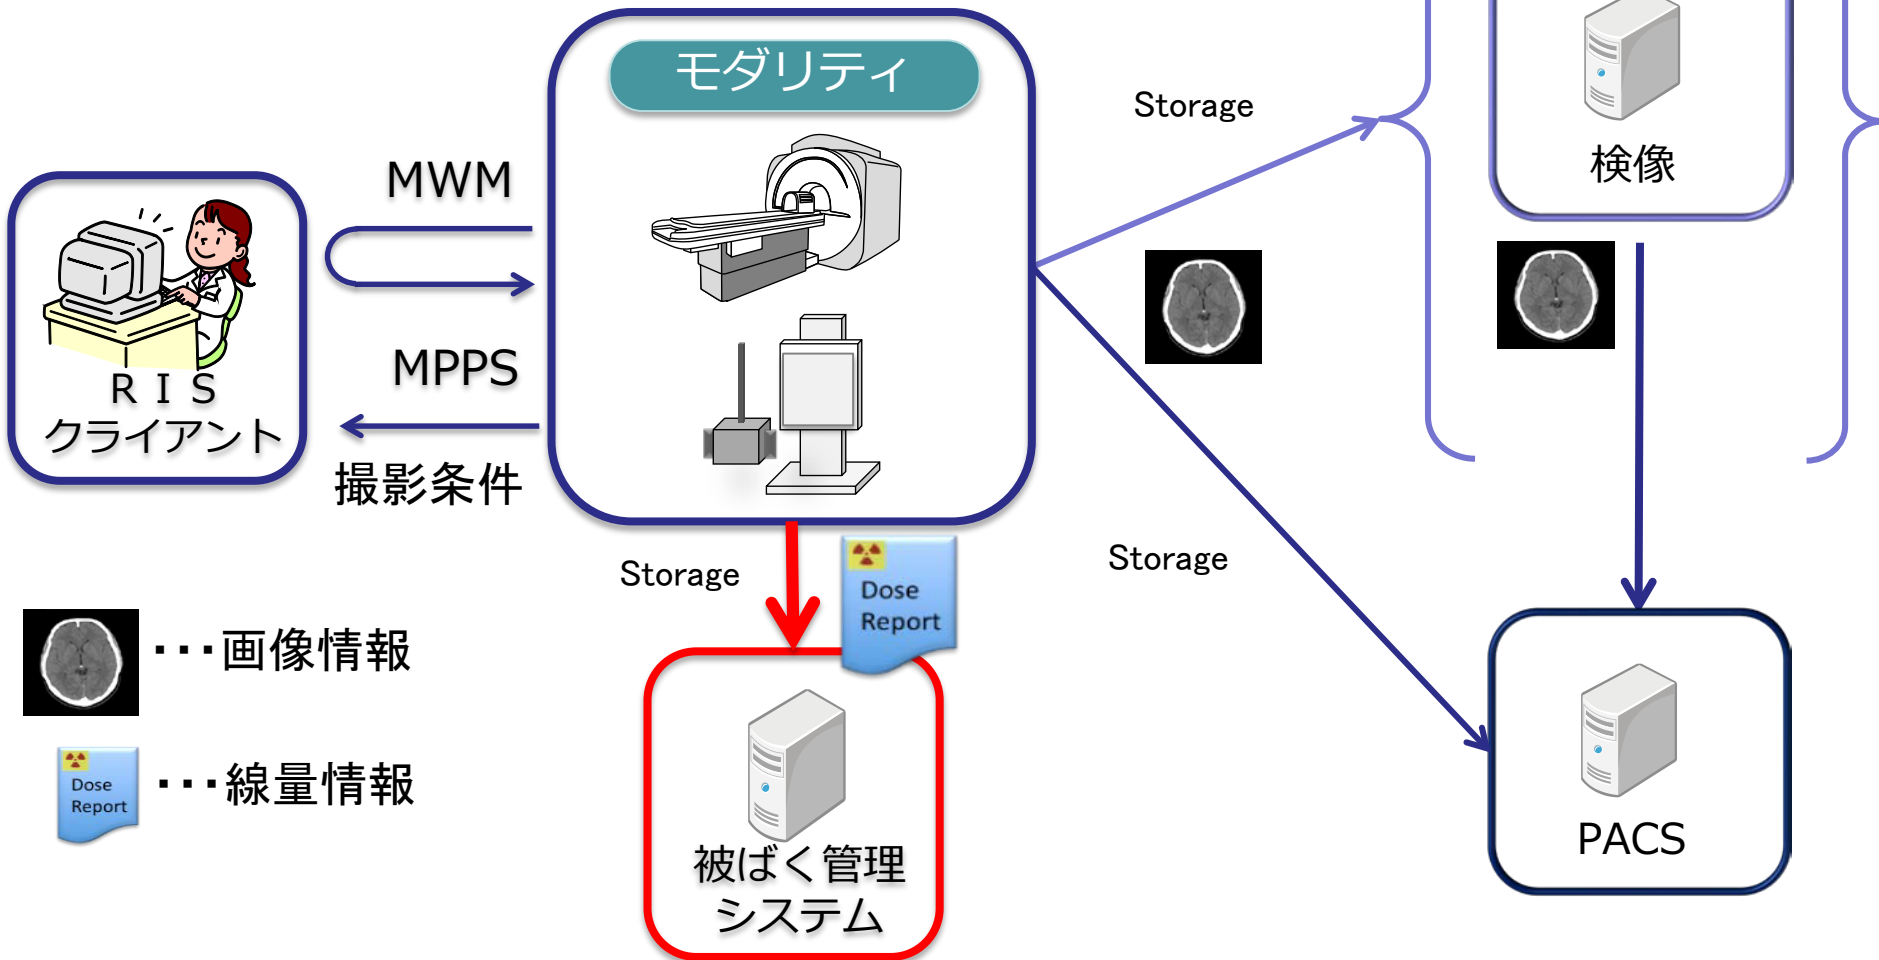 モダリティ
Storage
検像
MWM
MPPS
ＲＩＳ
クライアント
撮影条件
Storage
Dose
Report
Storage
・・・画像情報
Dose
Report
・・・線量情報
被ばく管理
システム
PACS